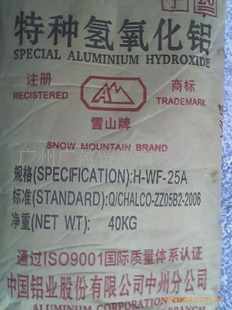 特种氢氧化铝
SPECIAL ALUMINIUM HYDROXIDE
注册 商标
REGISTERED TRADEMARK
雪山牌
SNOW MOUNTAIN BRAND
规格(SPECIFICATION):H-WF-25A
标准(STANDARD):Q/CHALCO-ZZ05B2-2006
净重(NET WT): 40KG
通过ISO9001国际质量体系认证
中国铝业股份有限公司中州分公司